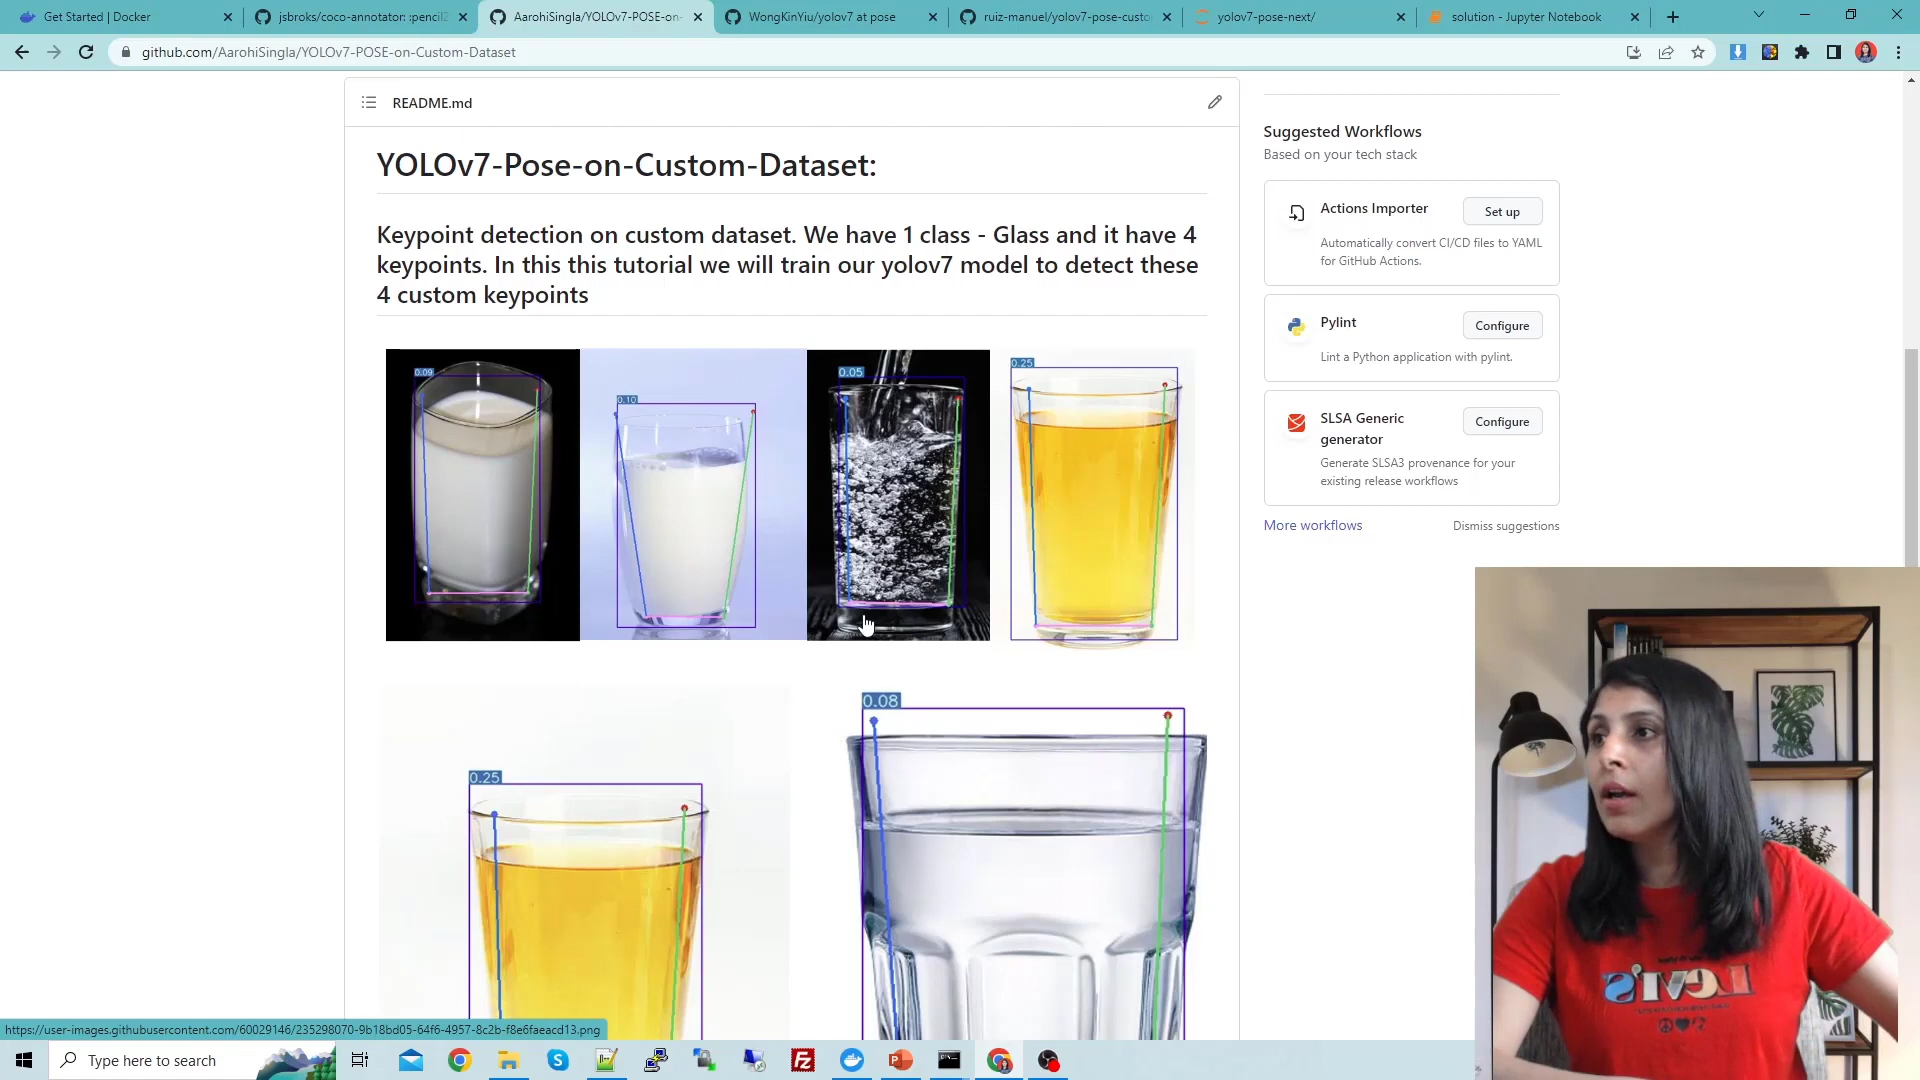 Get Started | Docker
jsbroks/coco-annotator: :pencil2
AarohiSingla/YOLOv7-POSE-on-
WongKinYiu/yolov7 at pose
ruiz-manuel/yolov7-pose-custo
yolov7-pose-next/
solution - Jupyter Notebook
github.com/AarohiSingla/YOLOv7-POSE-on-Custom-Dataset
README.md
YOLOv7-Pose-on-Custom-Dataset:
Keypoint detection on custom dataset. We have 1 class - Glass and it have 4
keypoints. In this this tutorial we will train our yolov7 model to detect these
4 custom keypoints
0.09
0.10
0.05
0.25
0.25
0.08
Suggested Workflows
Based on your tech stack
Actions Importer
Set up
Automatically convert CI/CD files to YAML
for GitHub Actions.
Pylint
Configure
Lint a Python application with pylint.
SLSA Generic
generator
Configure
Generate SLSA3 provenance for your
existing release workflows
More workflows
Dismiss suggestions
LEVI'S
https://user-images.githubusercontent.com/60029146/235298070-9b18bd05-64f6-4957-8c2b-f8e6faeacd13.png
Type here to search